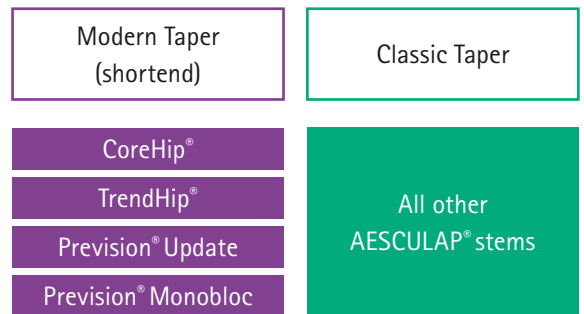 Modern Taper
(shortend)
Classic Taper
CoreHip®
TrendHip®
Prevision® Update
Prevision® Monobloc
All other
AESCULAP® stems